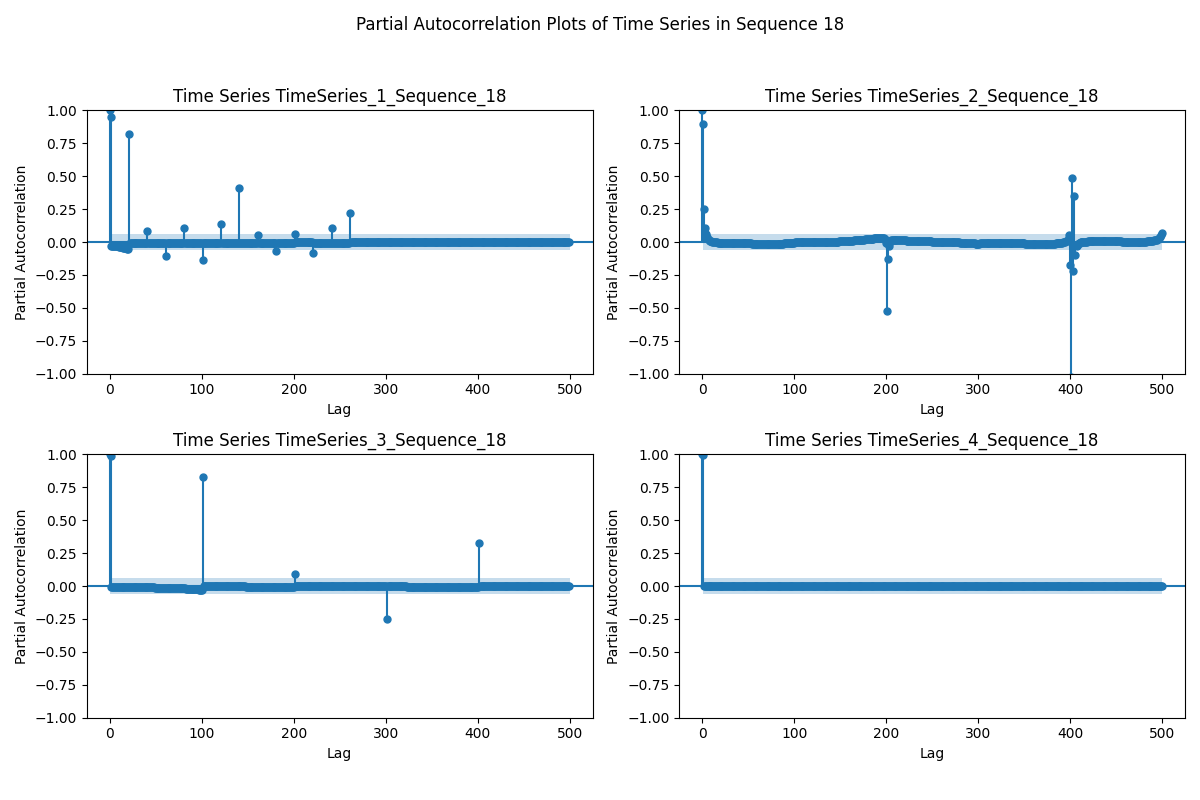 Partial Autocorrelation Plots of Time Series in Sequence 18
Time Series TimeSeries_1_Sequence_18
1.00
0.75
0.50
0.25
0.00
−0.25
−0.50
−0.75
−1.00
Partial Autocorrelation
0 100 200 300 400 500
Lag
Time Series TimeSeries_2_Sequence_18
1.00
0.75
0.50
0.25
0.00
−0.25
−0.50
−0.75
−1.00
Partial Autocorrelation
0 100 200 300 400 500
Lag
Time Series TimeSeries_3_Sequence_18
1.00
0.75
0.50
0.25
0.00
−0.25
−0.50
−0.75
−1.00
Partial Autocorrelation
0 100 200 300 400 500
Lag
Time Series TimeSeries_4_Sequence_18
1.00
0.75
0.50
0.25
0.00
−0.25
−0.50
−0.75
−1.00
Partial Autocorrelation
0 100 200 300 400 500
Lag